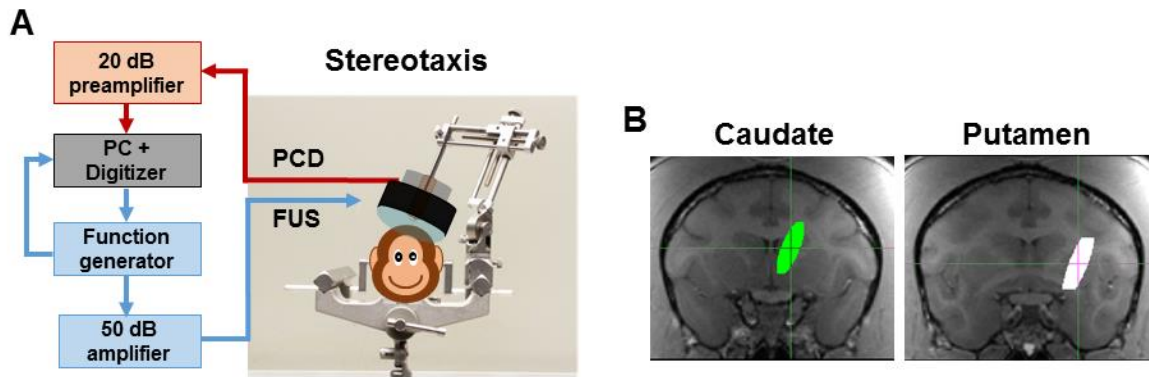 A
20 dB
preamplifier
PC +
Digitizer
Function
generator
50 dB
amplifier
Stereotaxis
PCD
FUS
B
Caudate
Putamen